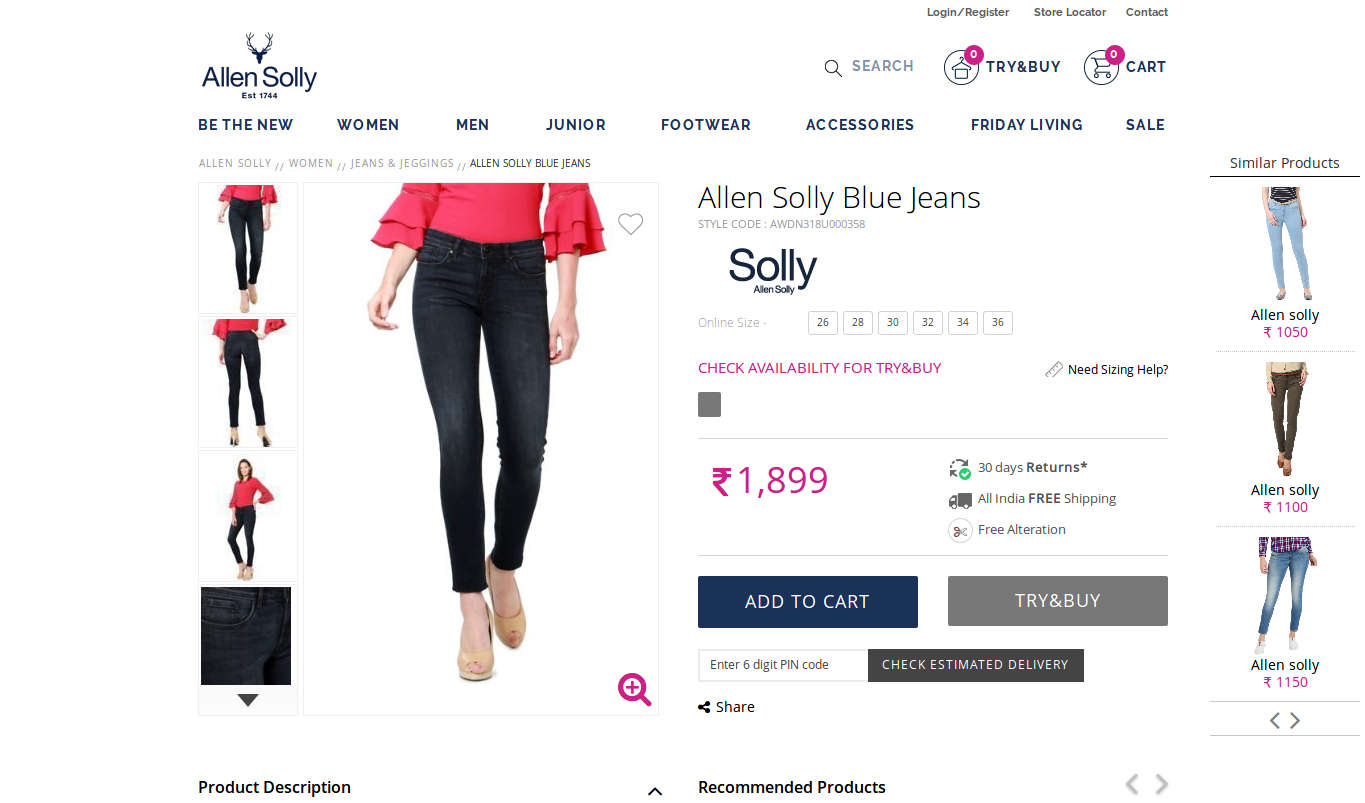 Login/Register Store Locator Contact
Allen Solly
Est 1744
SEARCH 0 TRY&BUY 0 CART
BE THE NEW WOMEN MEN JUNIOR FOOTWEAR ACCESSORIES FRIDAY LIVING SALE
ALLEN SOLLY // WOMEN // JEANS & JEGGINGS // ALLEN SOLLY BLUE JEANS
Allen Solly Blue Jeans
STYLE CODE : AWDN318U000358
Solly
Allen Solly
Online Size - 26 28 30 32 34 36
CHECK AVAILABILITY FOR TRY&BUY Need Sizing Help?
₹ 1,899
30 days Returns*
All India FREE Shipping
Free Alteration
ADD TO CART TRY&BUY
Enter 6 digit PIN code CHECK ESTIMATED DELIVERY
Share
Product Description
Recommended Products
Similar Products
Allen solly
₹ 1050
Allen solly
₹ 1100
Allen solly
₹ 1150